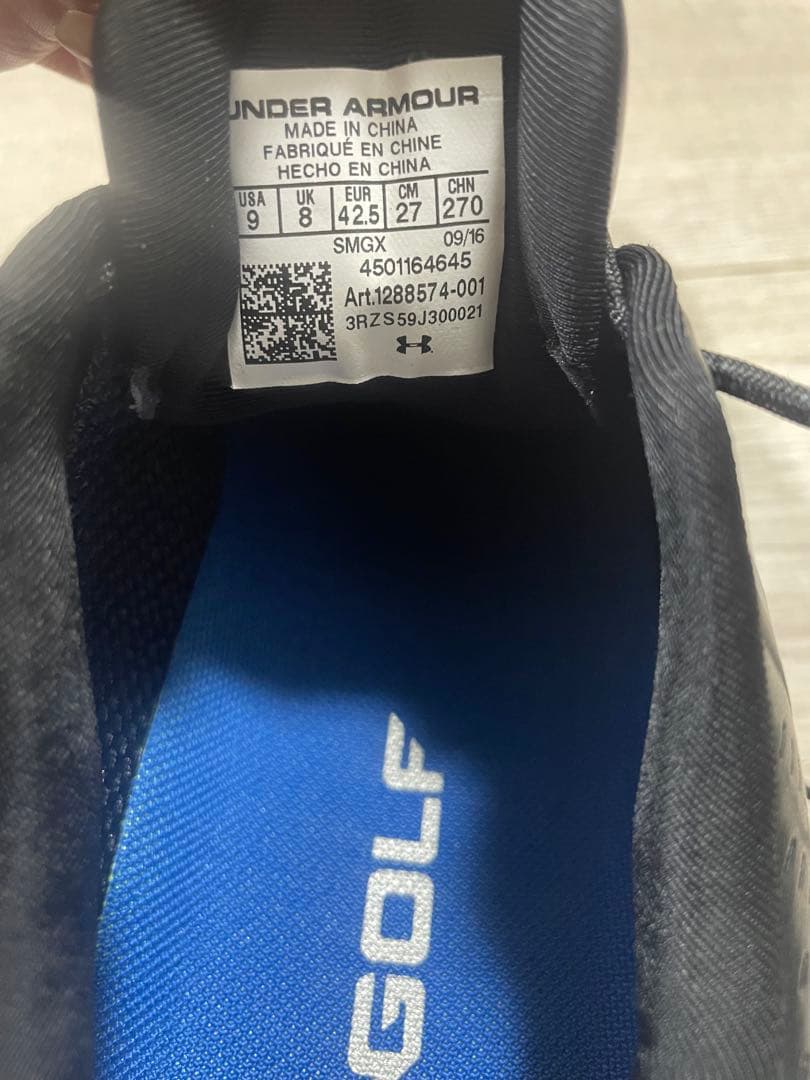 UNDER ARMOUR
MADE IN CHINA
FABRIQUÉ EN CHINE
HECHO EN CHINA
USA UK EUR CM CHN
9 8 42.5 27 270
SMGX 09/16
4501164645
Art.1288574-001
3RZS59J300021
GOLF